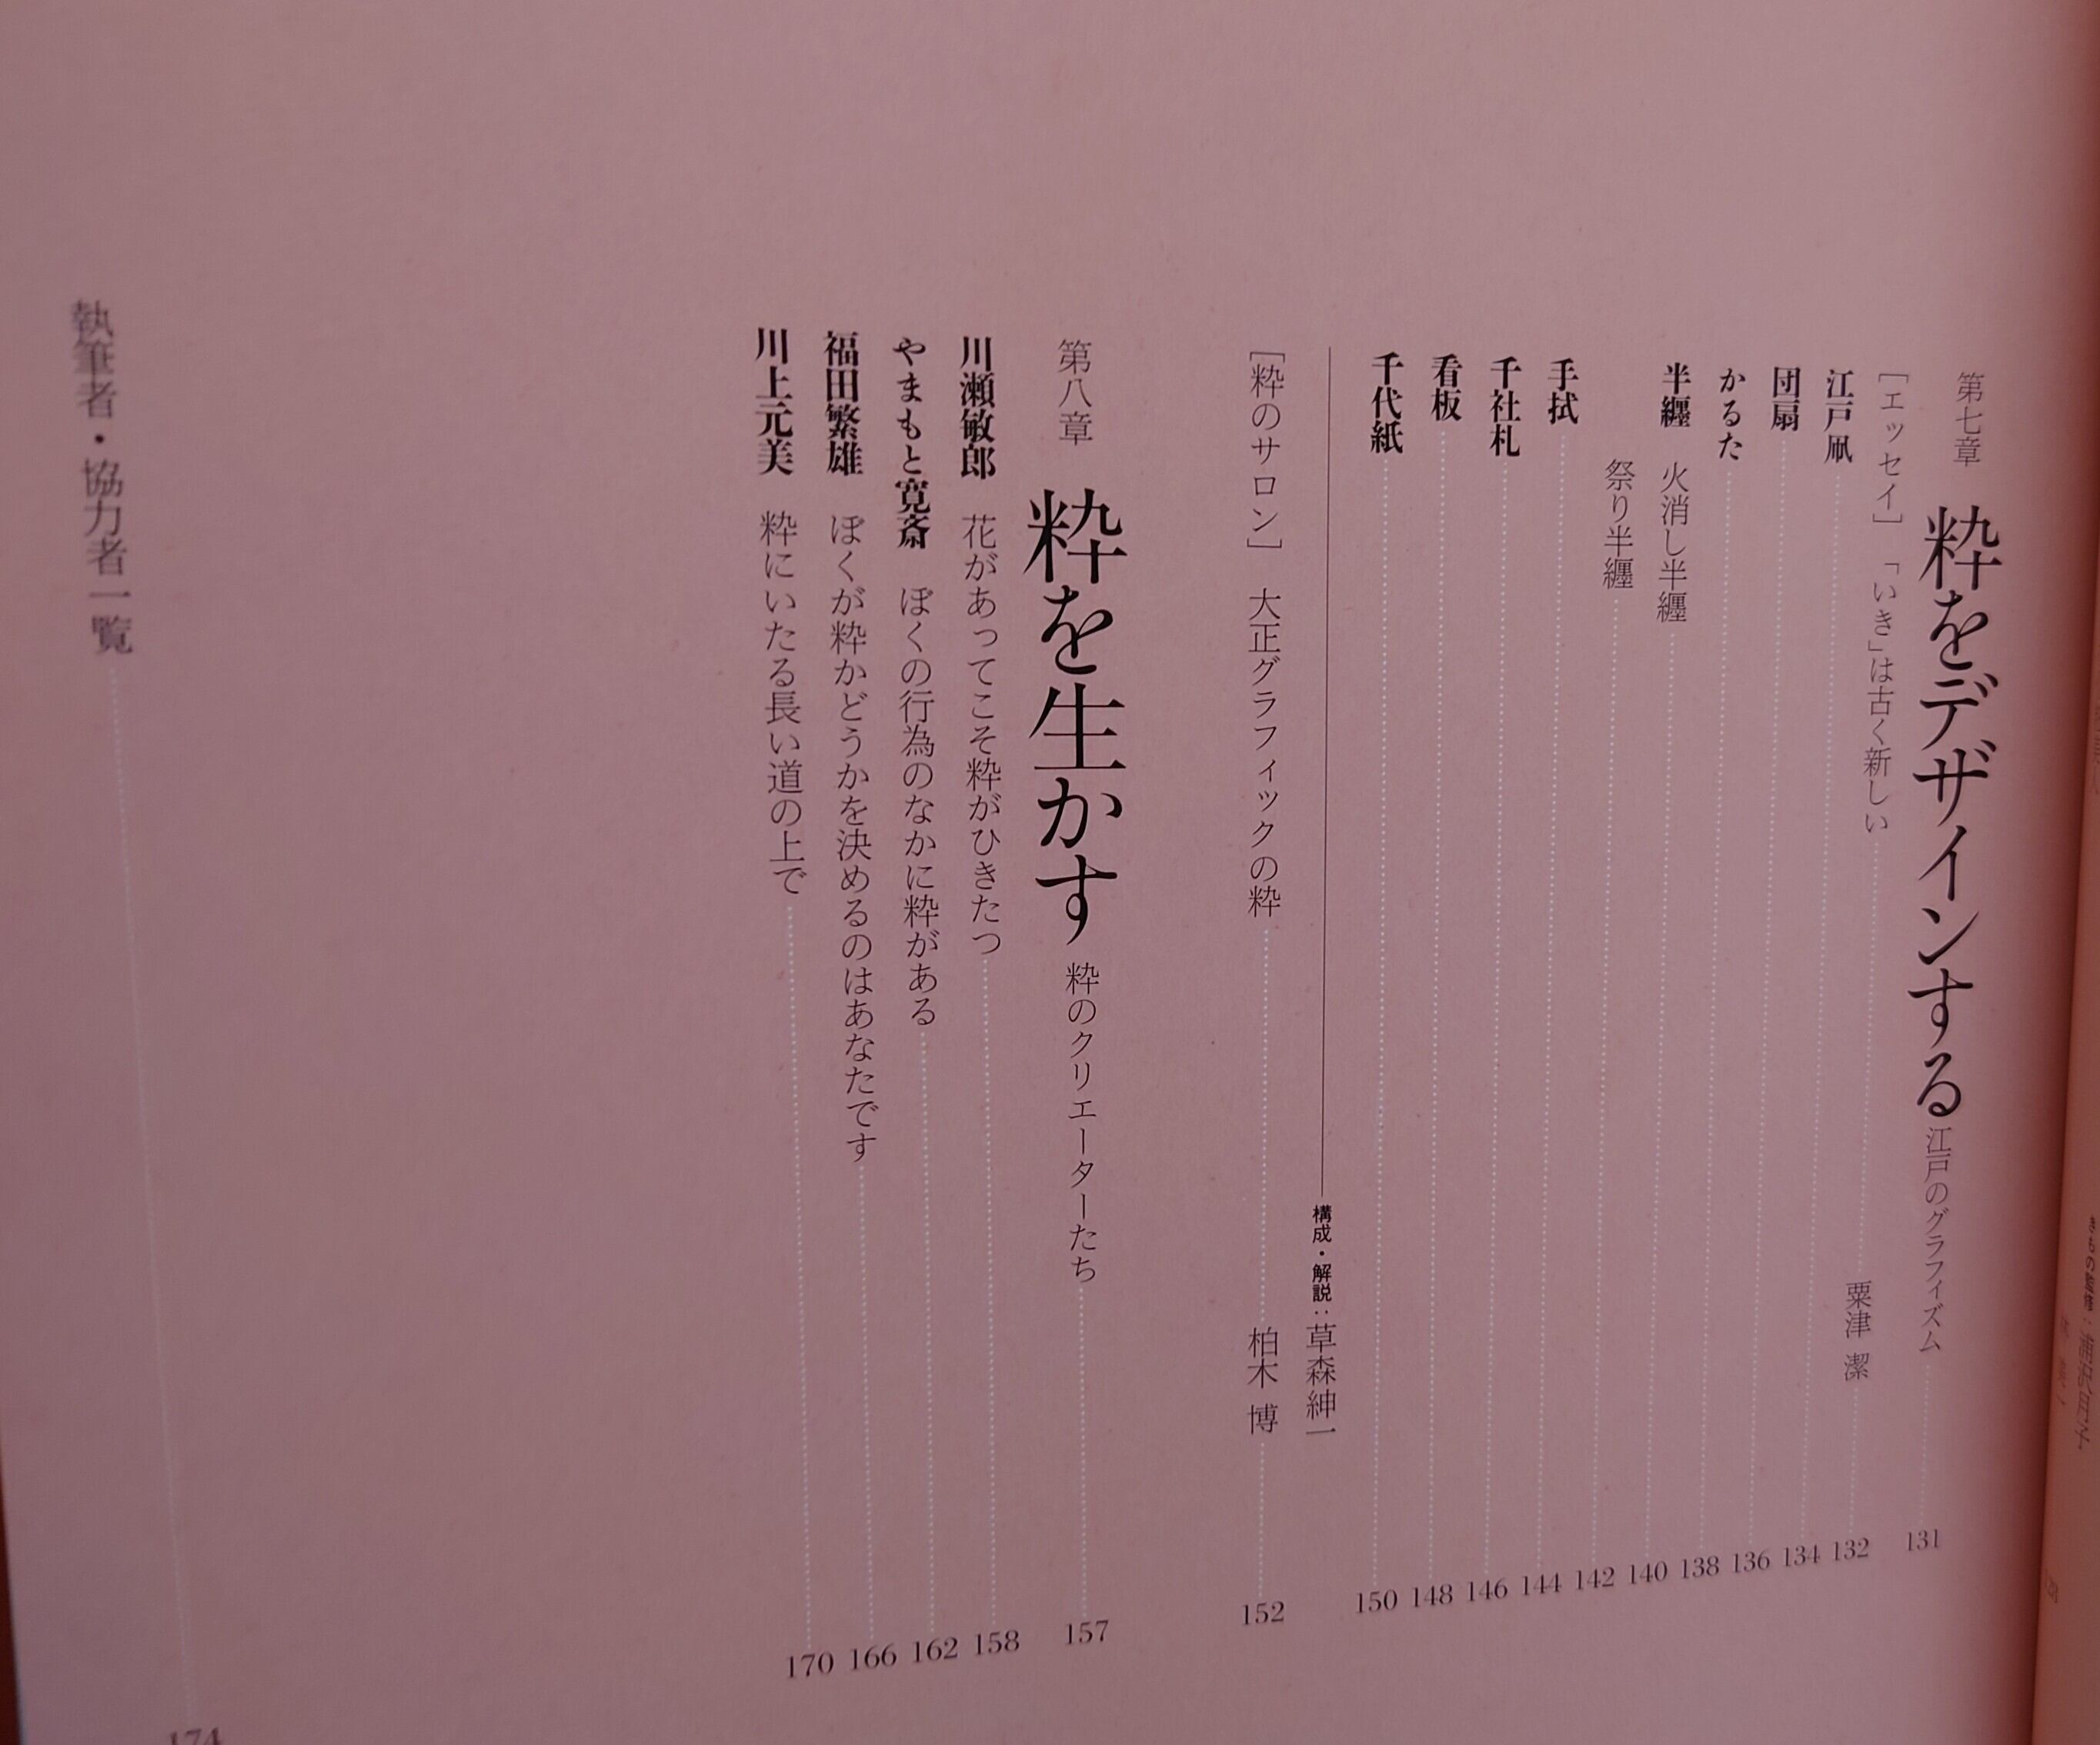 第七章 粋をデザインする 江戸のグラフィズム 131
［エッセイ］「いき」は古く新しい 粟津 潔 132
江戸凧 134
団扇 136
かるた 138
半纏 火消し半纏 140
祭り半纏 142
手拭 144
千社札 146
看板 148
千代紙 150
構成・解説：草森紳一
［粋のサロン］ 大正グラフィックの粋 柏木 博 152
第八章 粋を生かす 粋のクリエーターたち 157
川瀬敏郎 花があってこそ粋がひきたつ 158
やまもと寛斎 ぼくの行為のなかに粋がある 162
福田繁雄 ぼくが粋かどうかを決めるのはあなたです 166
川上元美 粋にいたる長い道の上で 170
執筆者・協力者一覧 174